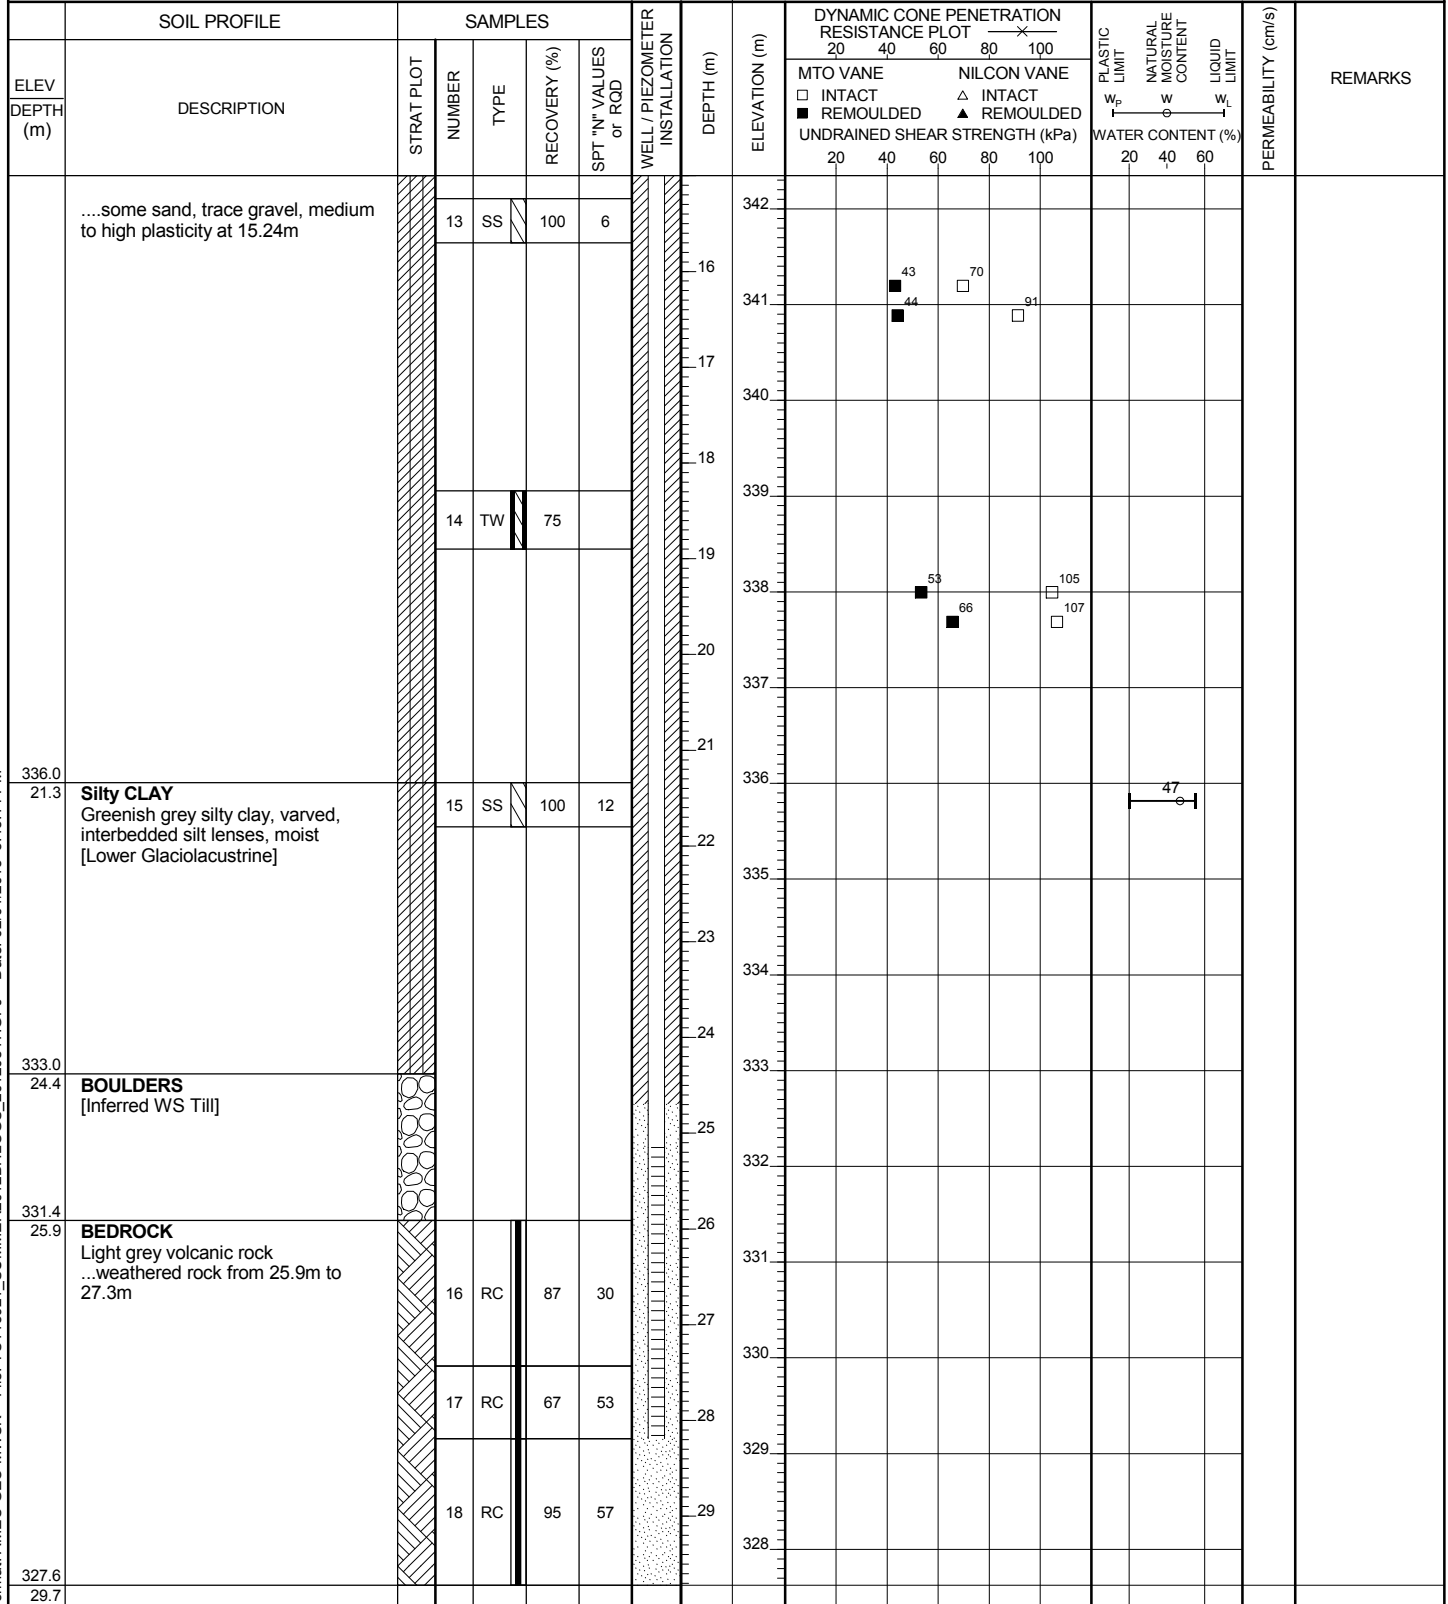 SOIL PROFILE
SAMPLES
ELEV
DEPTH
(m)
DESCRIPTION
STRAT PLOT
NUMBER
TYPE
RECOVERY (%)
SPT "N" VALUES
or RQD
WELL / PIEZOMETER
INSTALLATION
DEPTH (m)
ELEVATION (m)
DYNAMIC CONE PENETRATION
RESISTANCE PLOT
20 40 60 80 100
MTO VANE NILCON VANE
□ INTACT △ INTACT
■ REMOULDED ▲ REMOULDED
UNDRAINED SHEAR STRENGTH (kPa)
20 40 60 80 100
PLASTIC
LIMIT
NATURAL
MOISTURE
CONTENT
LIQUID
LIMIT
WP W WL
WATER CONTENT (%)
20 40 60
PERMEABILITY (cm/s)
REMARKS
....some sand, trace gravel, medium
to high plasticity at 15.24m
13 SS 100 6
342
16
43 70
341
44 91
17
340
18
339
14 TW 75
19
53 105
338
66 107
20
337
21
336.0
336
21.3
Silty CLAY
Greenish grey silty clay, varved,
interbedded silt lenses, moist
[Lower Glaciolacustrine]
15 SS 100 12
47
22
335
23
334
24
333.0
333
24.4
BOULDERS
[Inferred WS Till]
25
332
331.4
25.9
BEDROCK
Light grey volcanic rock
...weathered rock from 25.9m to
27.3m
26
331
16 RC 87 30
27
330
17 RC 67 53
28
329
18 RC 95 57
29
328
327.6
29.7